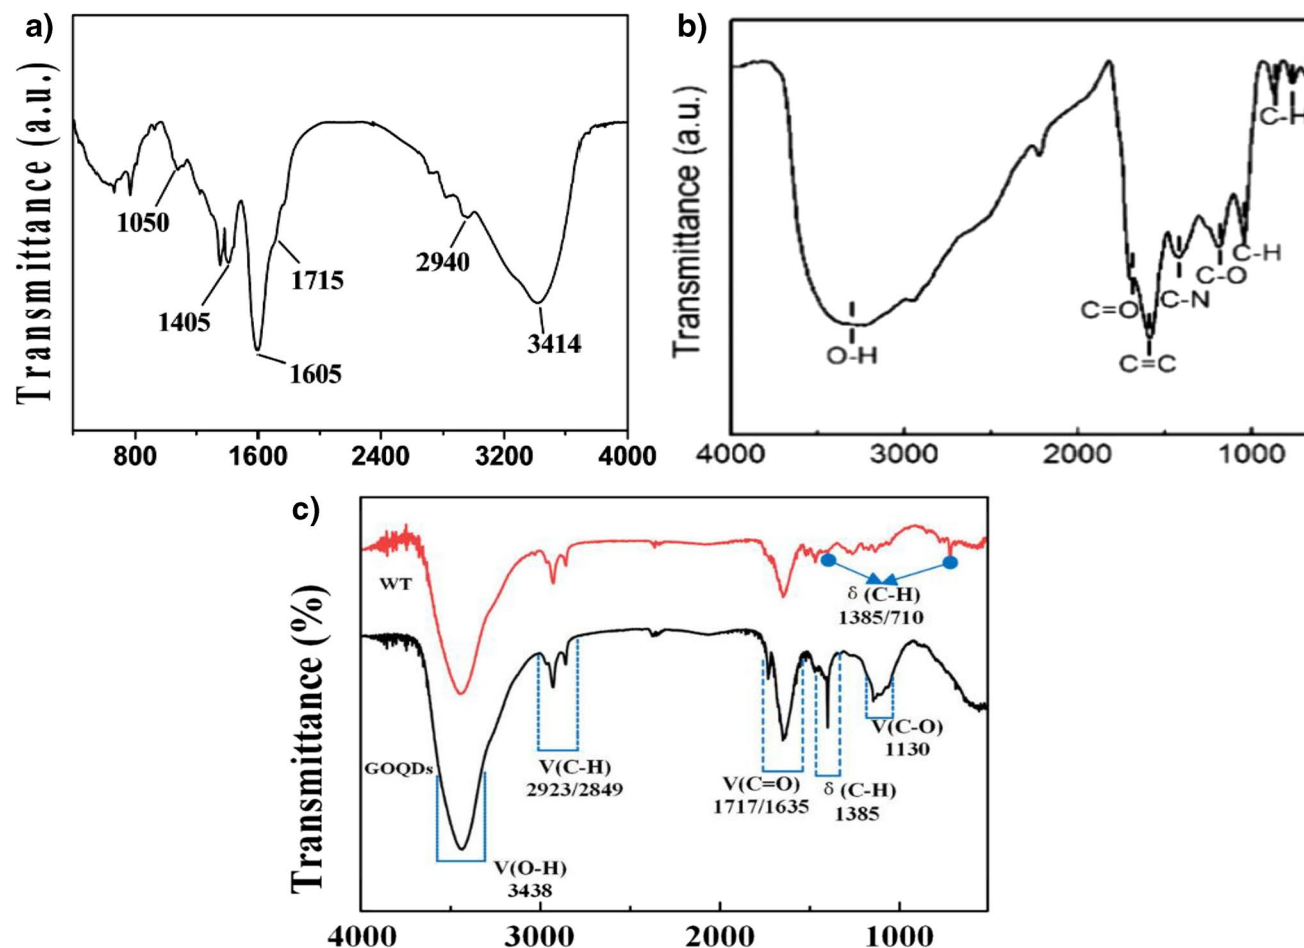 a)
Transmittance (a.u.)
1050
1405
1605
1715
2940
3414
800 1600 2400 3200 4000
b)
Transmittance (a.u.)
O-H
C=O
C=C
C-N
C-O
C-H
C-H
4000 3000 2000 1000
c)
Transmittance (%)
WT
δ (C-H)
1385/710
GOQDs
V(O-H)
3438
V(C-H)
2923/2849
V(C=O)
1717/1635
δ (C-H)
1385
V(C-O)
1130
4000 3000 2000 1000